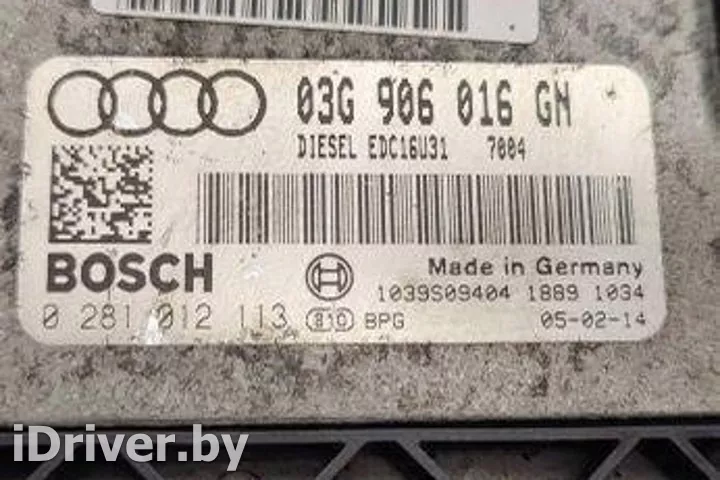 03G 906 016 GN
DIESEL EDC16U31 7004
BOSCH
Made in Germany
1039S09404 1889 1034
0 281 012 113
810 BPG
05-02-14
iDriver.by